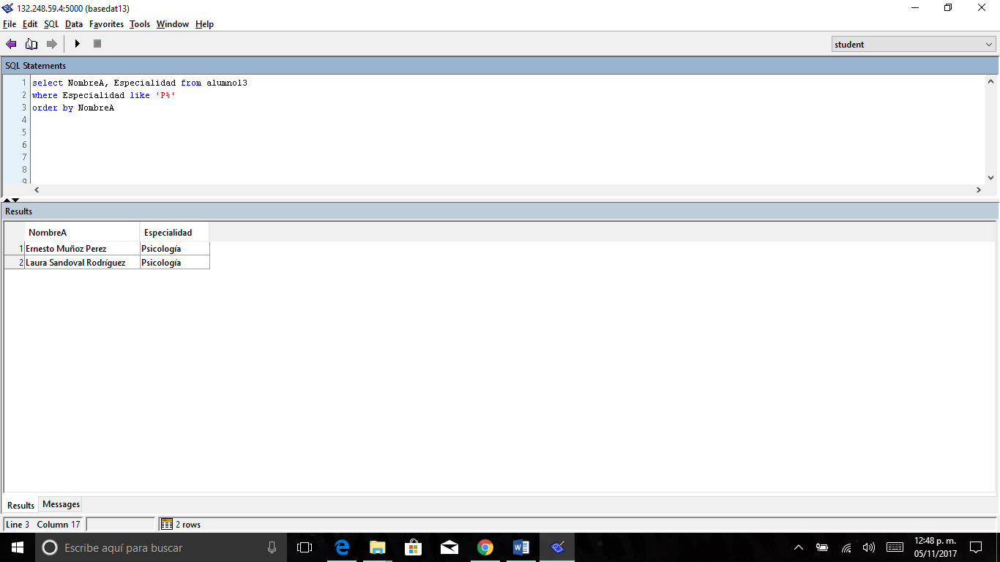 132.248.59.4:5000 (basedat13)
File Edit SQL Data Favorites Tools Window Help
student
SQL Statements
1 select NombreA, Especialidad from alumno13
2 where Especialidad like 'P%'
3 order by NombreA
4
5
6
7
8
9
Results
NombreA Especialidad
1 Ernesto Muñoz Perez Psicología
2 Laura Sandoval Rodríguez Psicología
Results Messages
Line 3 Column 17 2 rows
Escribe aquí para buscar
12:48 p. m.
05/11/2017